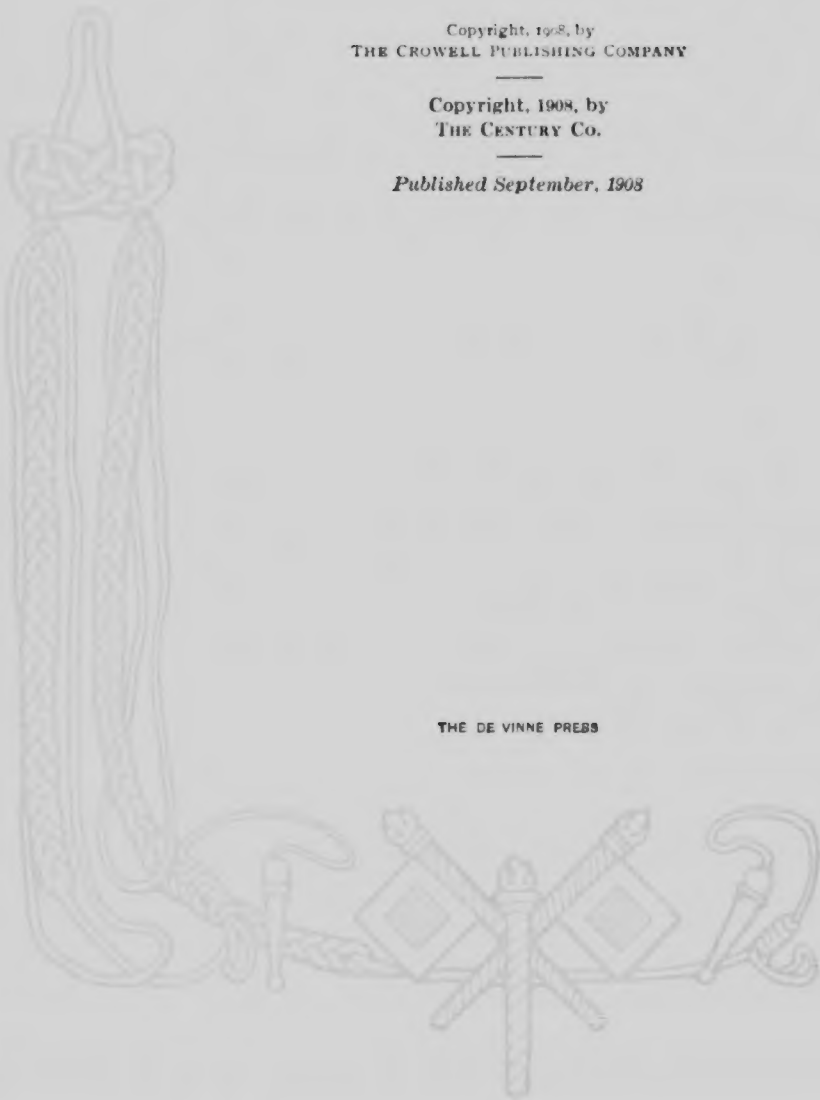 Copyright, 1908, by
THE CROWELL PUBLISHING COMPANY
Copyright, 1908, by
THE CENTURY CO.
Published September, 1908
THE DE VINNE PRESS